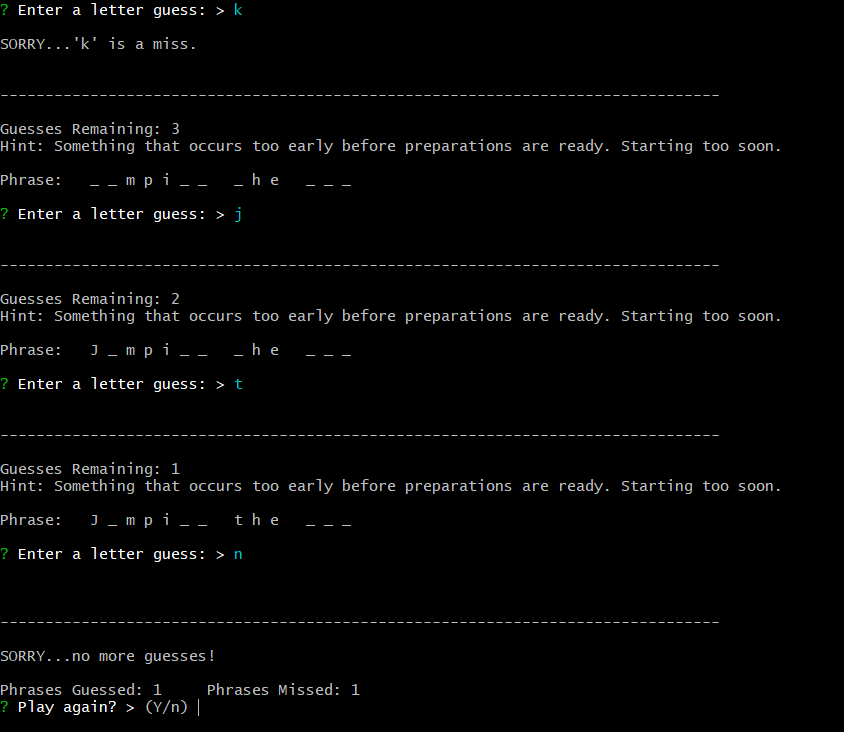 ? Enter a letter guess: > k
SORRY...'k' is a miss.
--------------------------------------------------------------------------------
Guesses Remaining: 3
Hint: Something that occurs too early before preparations are ready. Starting too soon.
Phrase:   _ _ m p i _ _   _ h e   _ _ _
? Enter a letter guess: > j
--------------------------------------------------------------------------------
Guesses Remaining: 2
Hint: Something that occurs too early before preparations are ready. Starting too soon.
Phrase:   J _ m p i _ _   _ h e   _ _ _
? Enter a letter guess: > t
--------------------------------------------------------------------------------
Guesses Remaining: 1
Hint: Something that occurs too early before preparations are ready. Starting too soon.
Phrase:   J _ m p i _ _   t h e   _ _ _
? Enter a letter guess: > n
--------------------------------------------------------------------------------
SORRY...no more guesses!
Phrases Guessed: 1     Phrases Missed: 1
? Play again? > (Y/n)